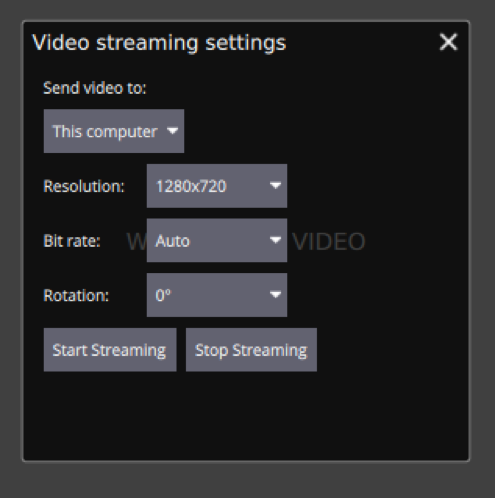 Video streaming settings
Send video to:
This computer
Resolution: 1280x720
Bit rate: Auto VIDEO
Rotation: 0°
Start Streaming Stop Streaming